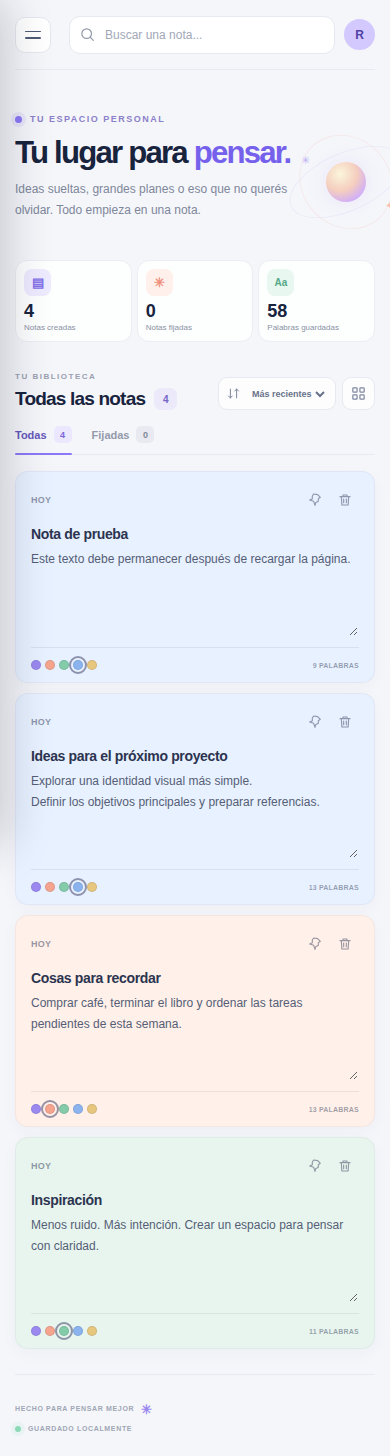 Buscar una nota...
R
TU ESPACIO PERSONAL
Tu lugar para pensar.
Ideas sueltas, grandes planes o eso que no querés
olvidar. Todo empieza en una nota.
4
Notas creadas
0
Notas fijadas
Aa
58
Palabras guardadas
TU BIBLIOTECA
Todas las notas 4
Más recientes
Todas 4 Fijadas 0
HOY
Nota de prueba
Este texto debe permanecer después de recargar la página.
9 PALABRAS
HOY
Ideas para el próximo proyecto
Explorar una identidad visual más simple.
Definir los objetivos principales y preparar referencias.
13 PALABRAS
HOY
Cosas para recordar
Comprar café, terminar el libro y ordenar las tareas
pendientes de esta semana.
13 PALABRAS
HOY
Inspiración
Menos ruido. Más intención. Crear un espacio para pensar
con claridad.
11 PALABRAS
HECHO PARA PENSAR MEJOR
GUARDADO LOCALMENTE